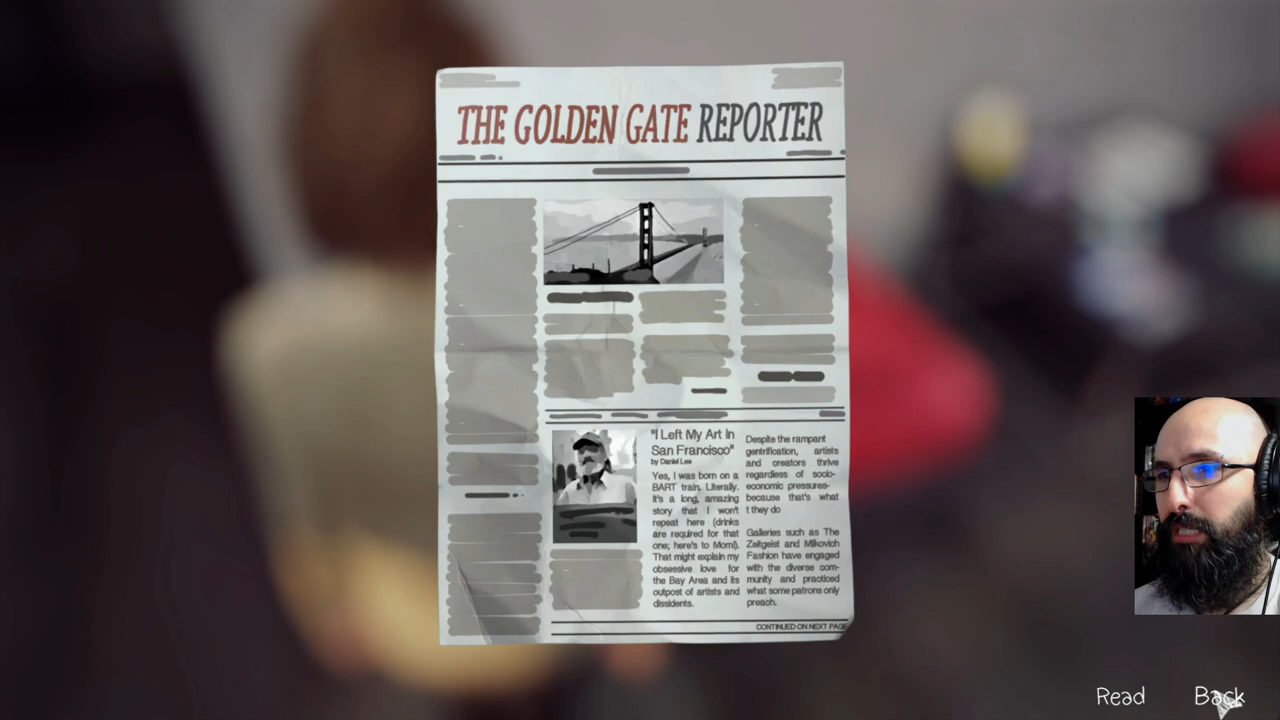 THE GOLDEN GATE REPORTER
"I Left My Art In
San Francisco"
by Daniel Lee
Yes, I was born on a
BART train. Literally.
It's a long, amazing
story that I won't
repeat here (drinks
are required for that
one; here's to Mom!).
That might explain my
obsessive love for
the Bay Area and its
outpost of artists and
dissidents.
Despite the rampant
gentrification, artists
and creators thrive
regardless of socio-
economic pressures-
because that's what
t they do
Galleries such as The
Zeitgeist and Milkovich
Fashion have engaged
with the diverse com-
munity and practiced
what some patrons only
preach.
CONTINUED ON NEXT PAGE
Read
Back